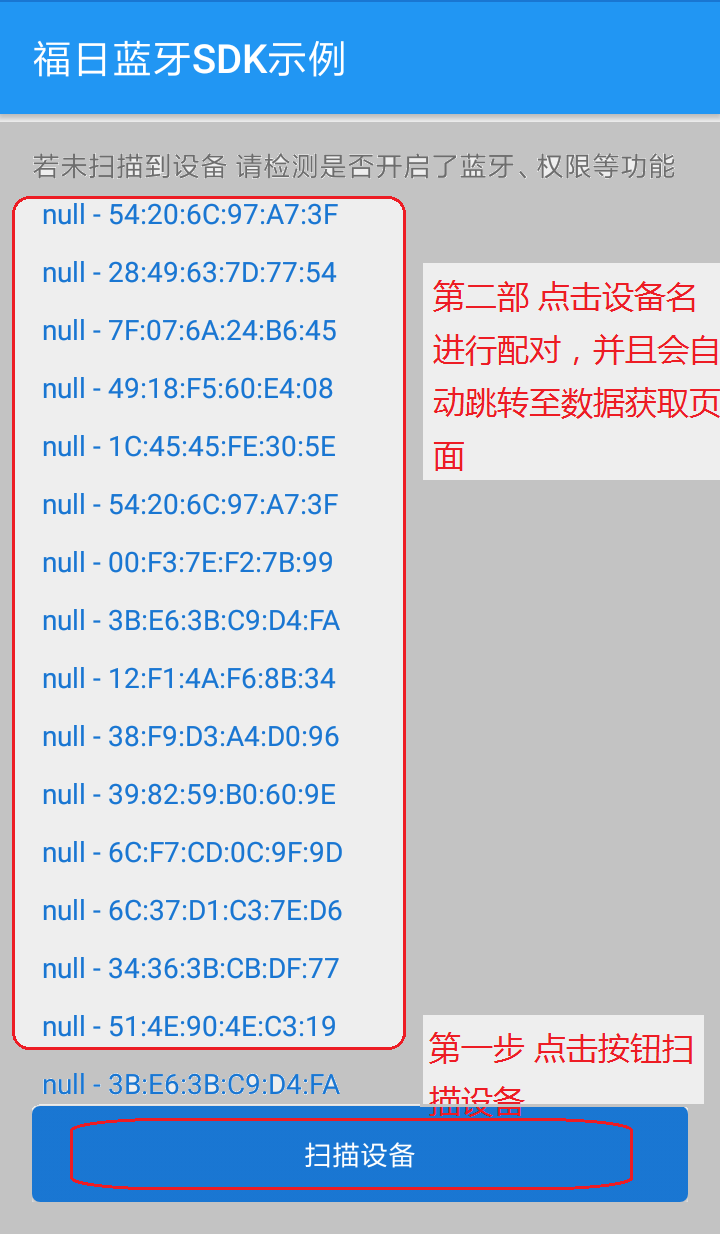 福日蓝牙SDK示例
若未扫描到设备 请检测是否开启了蓝牙、权限等功能
null - 54:20:6C:97:A7:3F
null - 28:49:63:7D:77:54
null - 7F:07:6A:24:B6:45
null - 49:18:F5:60:E4:08
null - 1C:45:45:FE:30:5E
null - 54:20:6C:97:A7:3F
null - 00:F3:7E:F2:7B:99
null - 3B:E6:3B:C9:D4:FA
null - 12:F1:4A:F6:8B:34
null - 38:F9:D3:A4:D0:96
null - 39:82:59:B0:60:9E
null - 6C:F7:CD:0C:9F:9D
null - 6C:37:D1:C3:7E:D6
null - 34:36:3B:CB:DF:77
null - 51:4E:90:4E:C3:19
null - 3B:E6:3B:C9:D4:FA
第二部 点击设备名
进行配对，并且会自
动跳转至数据获取页
面
第一步 点击按钮扫
描设备
扫描设备